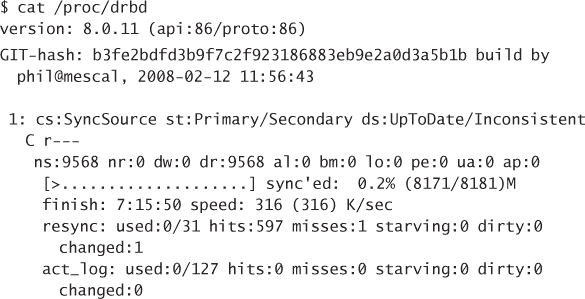 $ cat /proc/drbd
version: 8.0.11 (api:86/proto:86)
GIT-hash: b3fe2bdfd3b9f7c2f923186883eb9e2a0d3a5b1b build by
phil@mescal, 2008-02-12 11:56:43
1: cs:SyncSource st:Primary/Secondary ds:UpToDate/Inconsistent
C r---
ns:9568 nr:0 dw:0 dr:9568 al:0 bm:0 lo:0 pe:0 ua:0 ap:0
[>....................] sync'ed:  0.2% (8171/8181)M
finish: 7:15:50 speed: 316 (316) K/sec
resync: used:0/31 hits:597 misses:1 starving:0 dirty:0
changed:1
act_log: used:0/127 hits:0 misses:0 starving:0 dirty:0
changed:0